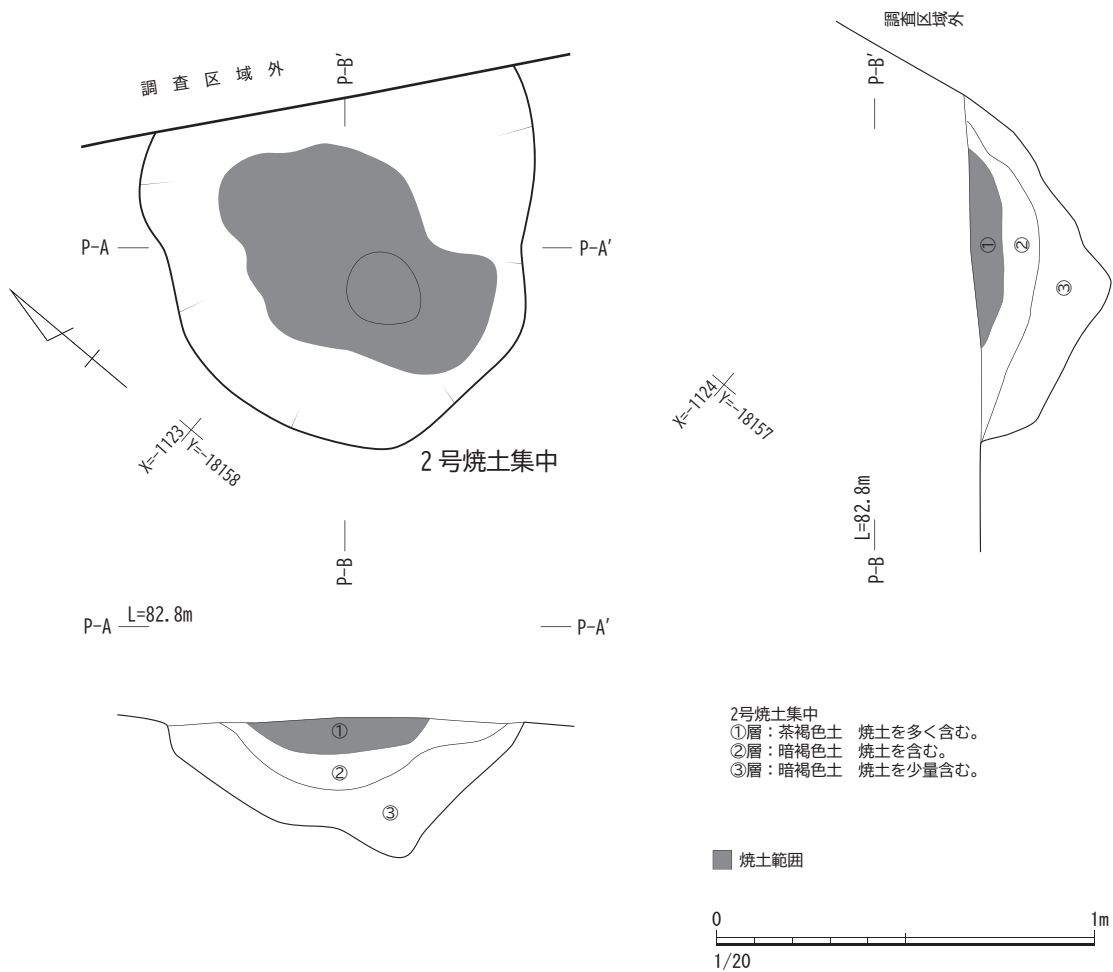 調査区域外
P-B'
P-A
P-A'
X=-1123
Y=-18158
2号焼土集中
P-B
調査区域外
P-B'
①
②
③
X=-1124
Y=-18157
L=82.8m
P-B
P-A
L=82.8m
P-A'
①
②
③
2号焼土集中
①層：茶褐色土　焼土を多く含む。
②層：暗褐色土　焼土を含む。
③層：暗褐色土　焼土を少量含む。
焼土範囲
0
1m
1/20